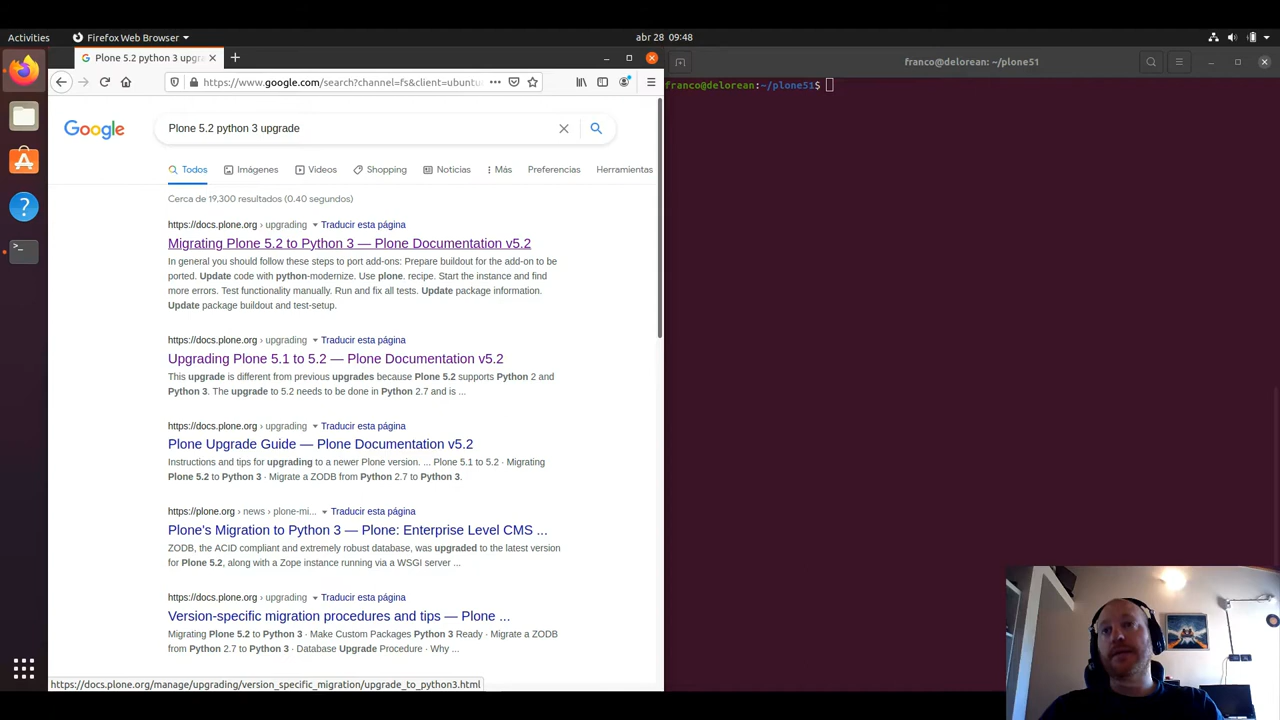 Activities
Firefox Web Browser
abr 28 09:48
Plone 5.2 python 3 upgra
franco@delorean: ~/plone51
https://www.google.com/search?channel=fs&client=ubuntu
franco@delorean:~/plone51$
Google
Plone 5.2 python 3 upgrade
Todos Imágenes Videos Shopping Noticias Más Preferencias Herramientas
Cerca de 19,300 resultados (0.40 segundos)
https://docs.plone.org › upgrading Traducir esta página
Migrating Plone 5.2 to Python 3 — Plone Documentation v5.2
In general you should follow these steps to port add-ons: Prepare buildout for the add-on to be
ported. Update code with python-modernize. Use plone. recipe. Start the instance and find
more errors. Test functionality manually. Run and fix all tests. Update package information.
Update package buildout and test-setup.
https://docs.plone.org › upgrading Traducir esta página
Upgrading Plone 5.1 to 5.2 — Plone Documentation v5.2
This upgrade is different from previous upgrades because Plone 5.2 supports Python 2 and
Python 3. The upgrade to 5.2 needs to be done in Python 2.7 and is ...
https://docs.plone.org › upgrading Traducir esta página
Plone Upgrade Guide — Plone Documentation v5.2
Instructions and tips for upgrading to a newer Plone version. ... Plone 5.1 to 5.2 · Migrating
Plone 5.2 to Python 3 · Migrate a ZODB from Python 2.7 to Python 3.
https://plone.org › news › plone-mi... Traducir esta página
Plone's Migration to Python 3 — Plone: Enterprise Level CMS ...
ZODB, the ACID compliant and extremely robust database, was upgraded to the latest version
for Plone 5.2, along with a Zope instance running via a WSGI server ...
https://docs.plone.org › upgrading Traducir esta página
Version-specific migration procedures and tips — Plone ...
Migrating Plone 5.2 to Python 3 · Make Custom Packages Python 3 Ready · Migrate a ZODB
from Python 2.7 to Python 3 · Database Upgrade Procedure · Why ...
https://docs.plone.org/manage/upgrading/version_specific_migration/upgrade_to_python3.html